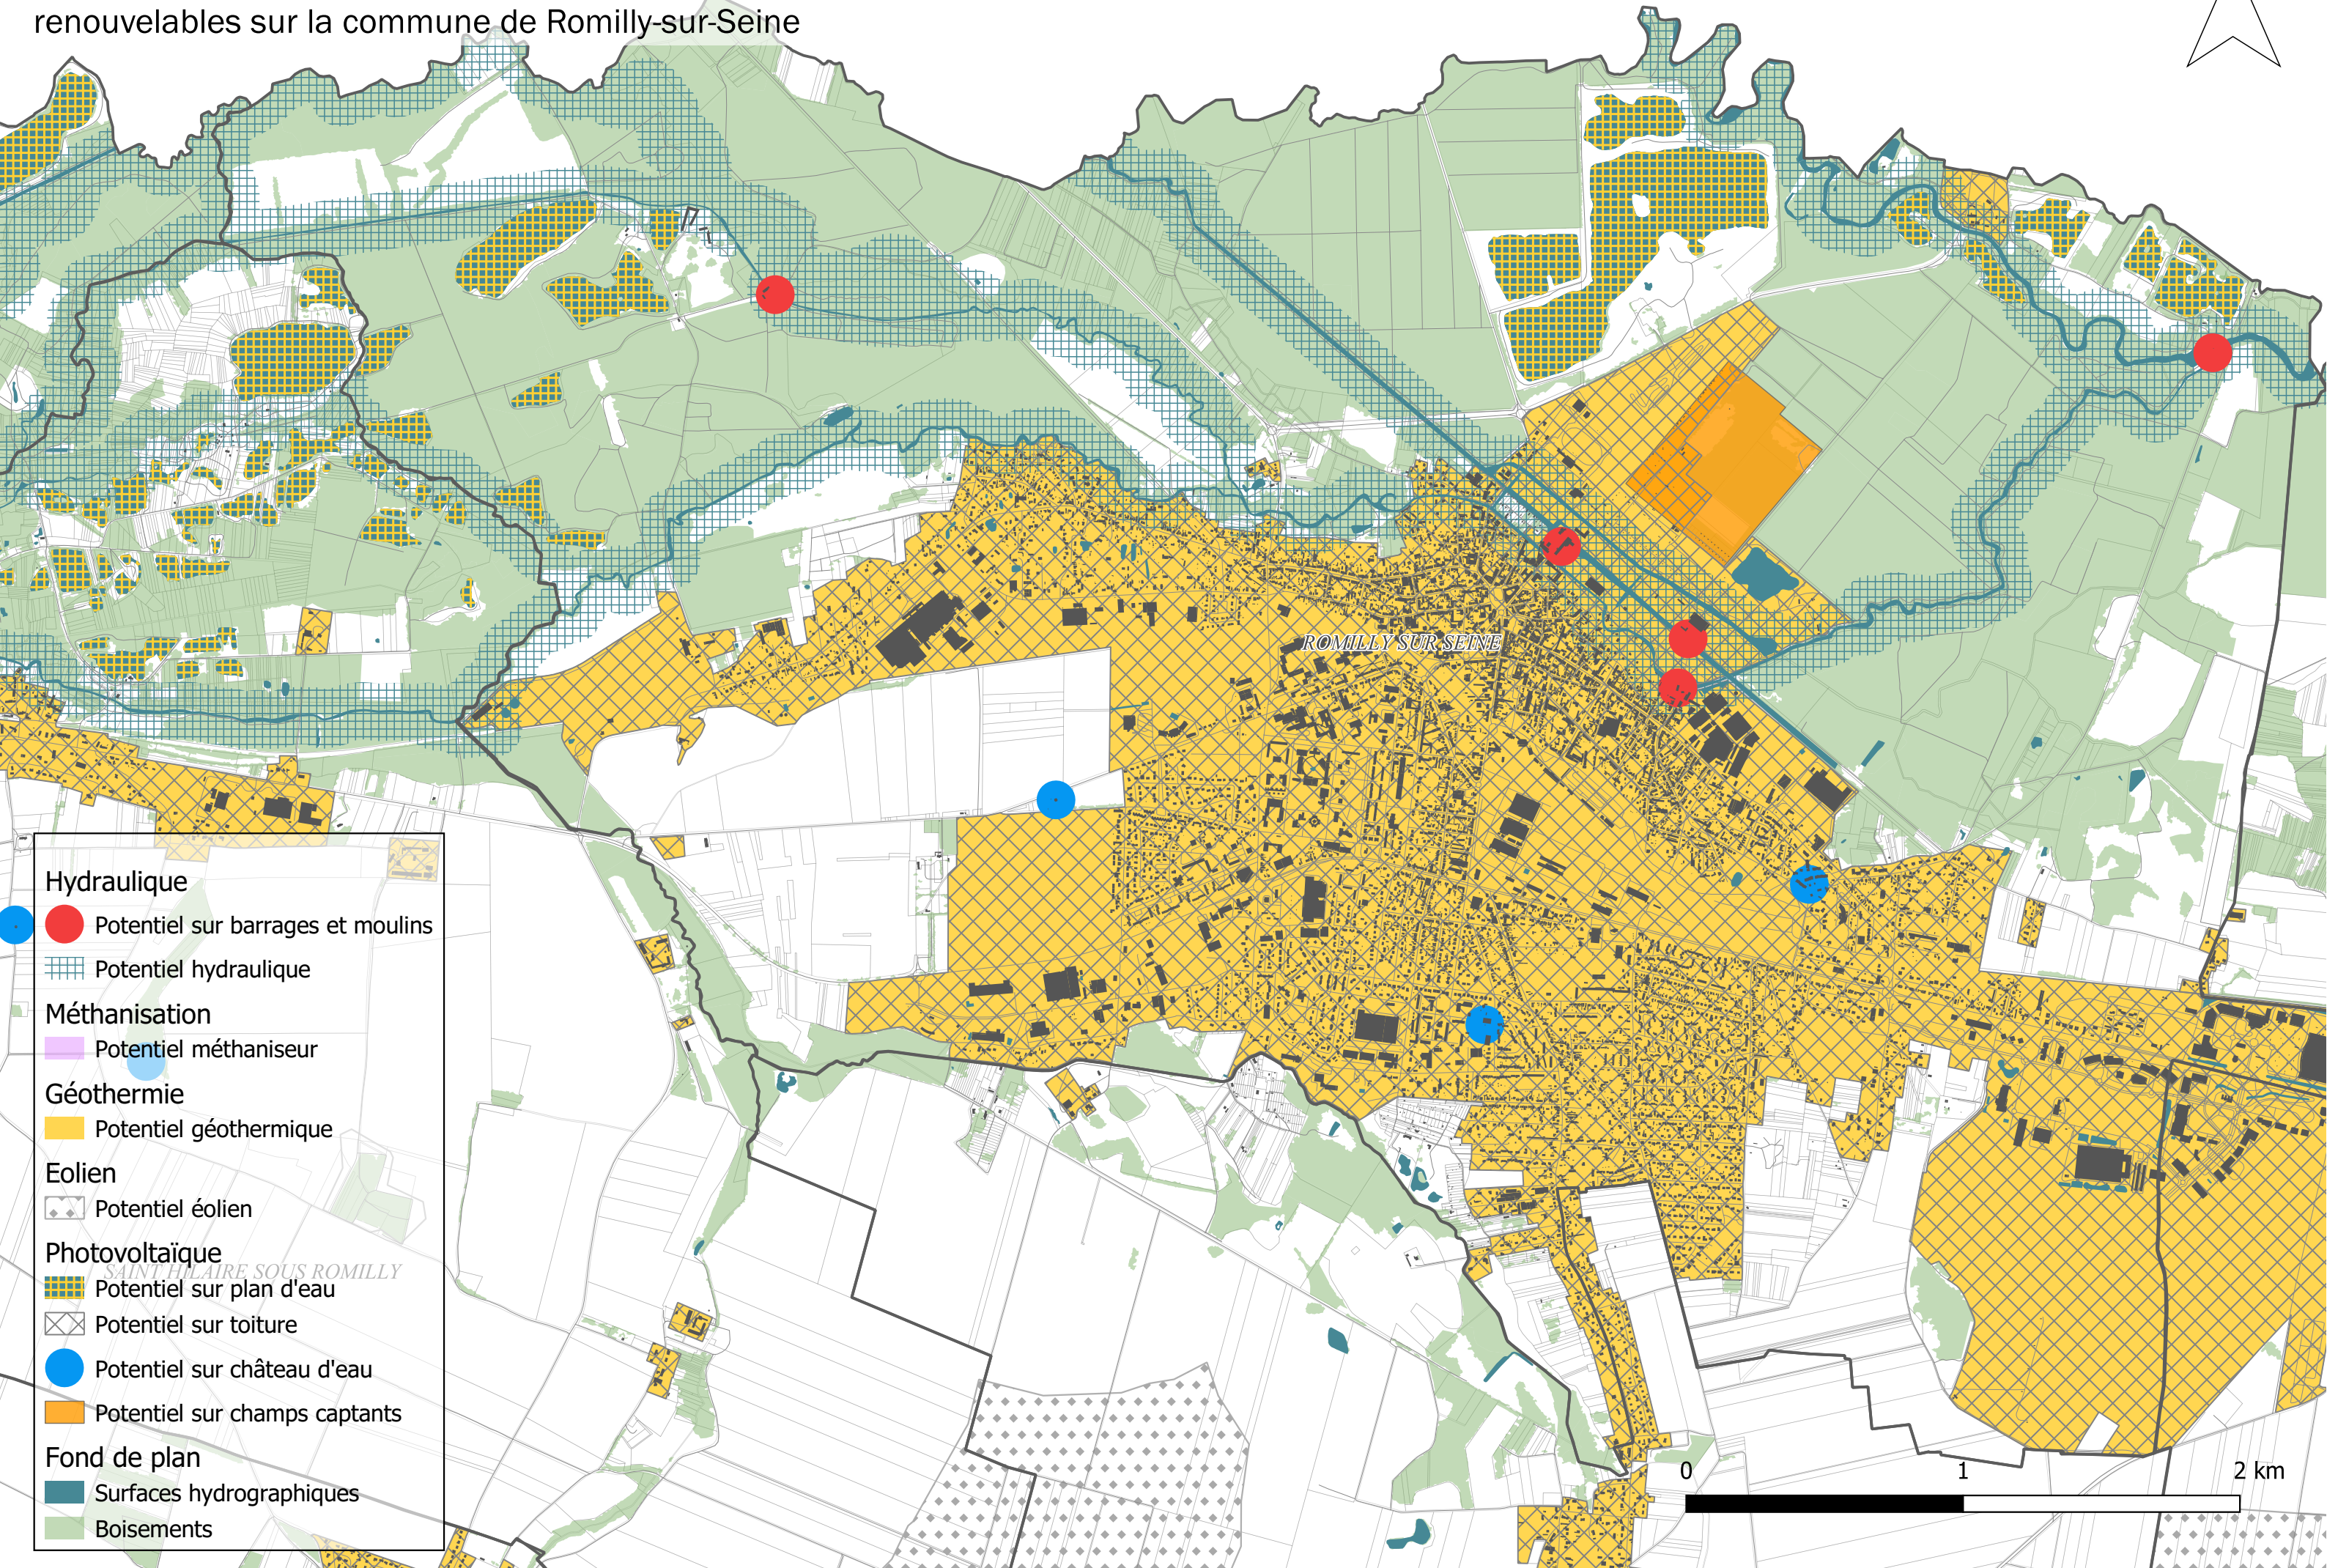 renouvelables sur la commune de Romilly-sur-Seine
ROMILLY SUR SEINE
Hydraulique
Potentiel sur barrages et moulins
Potentiel hydraulique
Méthanisation
Potentiel méthaniseur
Géothermie
Potentiel géothermique
Eolien
Potentiel éolien
Photovoltaïque
SAINT HILAIRE SOUS ROMILLY
Potentiel sur plan d'eau
Potentiel sur toiture
Potentiel sur château d'eau
Potentiel sur champs captants
Fond de plan
Surfaces hydrographiques
Boisements
0 1 2 km